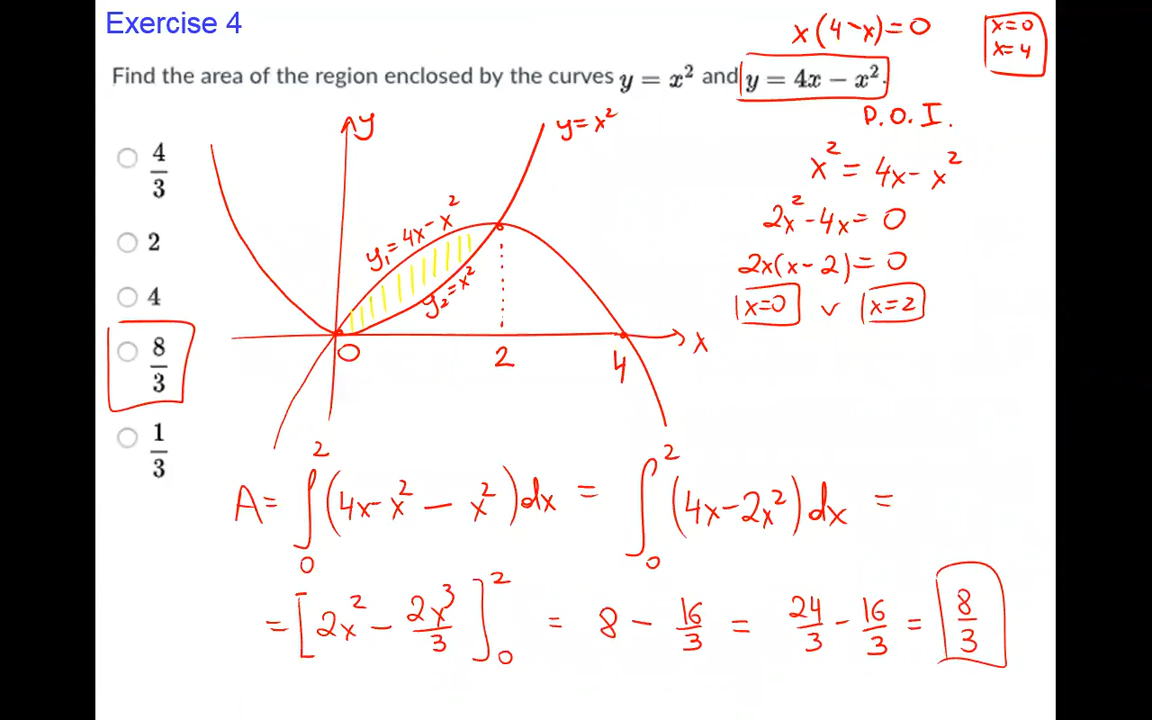 Exercise 4
x(4-x)=0
x=0
x=4
Find the area of the region enclosed by the curves y = x² and y = 4x − x².
P.O.I.
x² = 4x - x²
2x² - 4x = 0
2x(x - 2) = 0
x=0 v x=2
4/3
2
4
8/3
1/3
y
y=x²
y₁=4x-x²
y₂=x²
0
2
4
x
A= ∫₀² (4x-x² - x²)dx = ∫₀² (4x-2x²)dx =
= [2x² - 2x³/3]₀² = 8 - 16/3 = 24/3 - 16/3 = 8/3